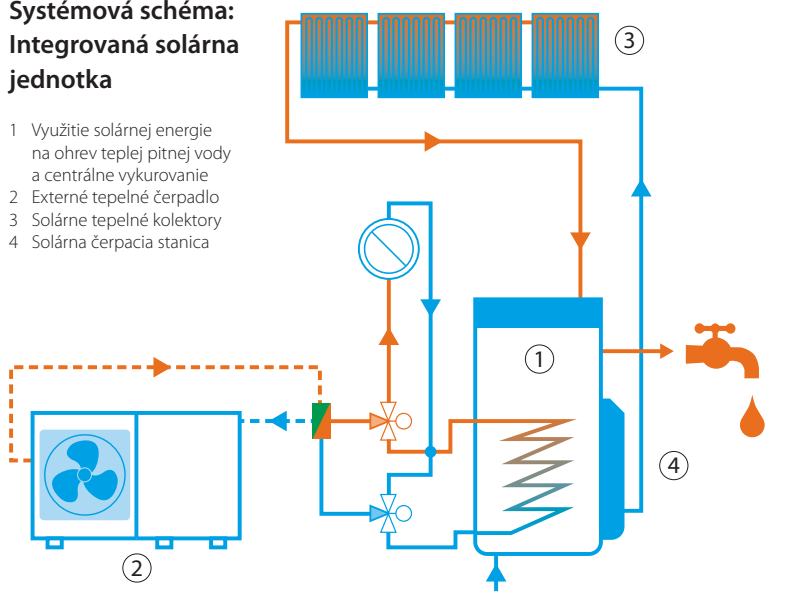 Systémová schéma:
Integrovaná solárna
jednotka
1 Využitie solárnej energie
na ohrev teplej pitnej vody
a centrálne vykurovanie
2 Externé tepelné čerpadlo
3 Solárne tepelné kolektory
4 Solárna čerpacia stanica
3
1
4
2